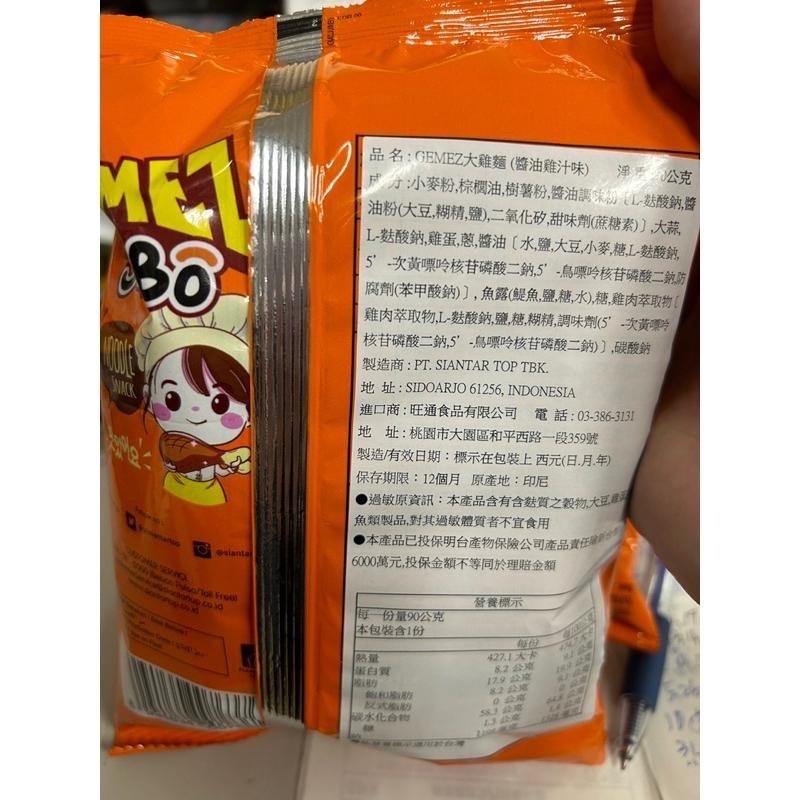 MEZ
Bô
NOODLE
SNACK
@siantar
CUSTOMER SERVICE
品 名 : GEMEZ大雞麵 (醬油雞汁味) 淨 公克
成 分 : 小麥粉,棕櫚油,樹薯粉,醬油調味粉〔L-麩酸鈉,醬
油粉(大豆,糊精,鹽),二氧化矽,甜味劑(蔗糖素)〕,大蒜,
L-麩酸鈉,雞蛋,蔥,醬油〔水,鹽,大豆,小麥,糖,L-麩酸鈉,
5’-次黃嘌呤核苷磷酸二鈉,5’-鳥嘌呤核苷磷酸二鈉,防
腐劑(苯甲酸鈉)〕, 魚露(鯷魚,鹽,糖,水),糖,雞肉萃取物〔
雞肉萃取物,L-麩酸鈉,鹽,糖,糊精,調味劑(5’-次黃嘌呤
核苷磷酸二鈉,5’-鳥嘌呤核苷磷酸二鈉)〕,碳酸鈉
製造商 : PT. SIANTAR TOP TBK.
地 址 : SIDOARJO 61256, INDONESIA
進口商 : 旺通食品有限公司 電 話 : 03-386-3131
地 址 : 桃園市大園區和平西路一段359號
製造/有效日期：標示在包裝上 西元(日.月.年)
保存期限：12個月 原產地：印尼
●過敏原資訊：本產品含有含麩質之穀物,大豆,雞蛋
魚類製品,對其過敏體質者不宜食用
●本產品已投保明台產物保險公司產品責任險新台
6000萬元,投保金額不等同於理賠金額
營養標示
每一份量90公克
本包裝含1份
每份
熱量 427.1 大卡
蛋白質 8.2 公克
脂肪 17.9 公克
飽和脂肪 8.2 公克
反式脂肪 0 公克
碳水化合物 58.3 公克
糖 1.3 公克